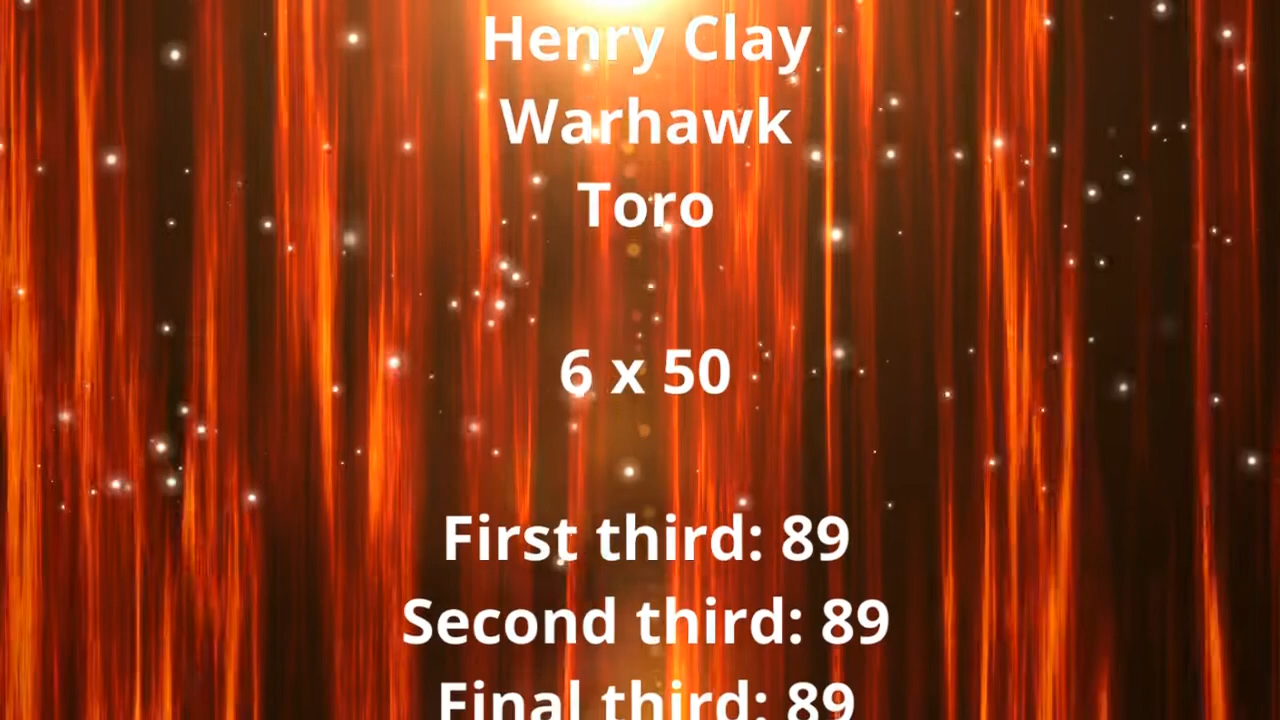 Henry Clay
Warhawk
Toro
6 x 50
First third: 89
Second third: 89
Final third: 89